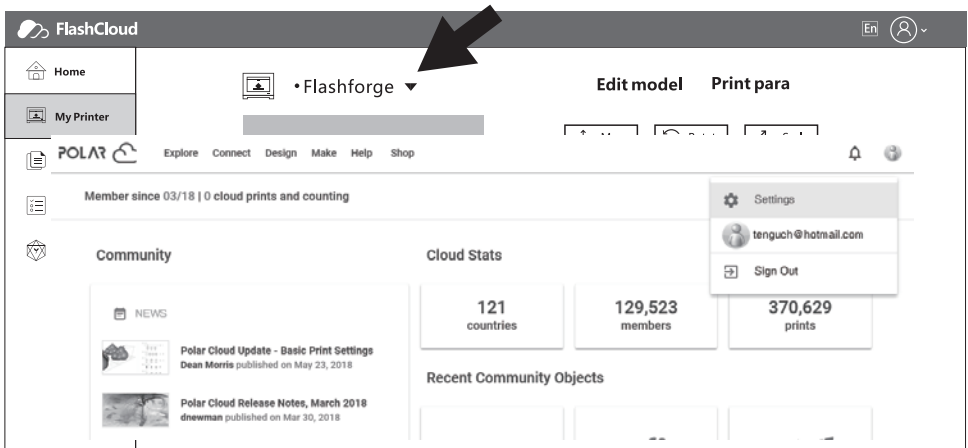 FlashCloud
En
Home
My Printer
• Flashforge
Edit model
Print para
POLAR
Explore Connect Design Make Help Shop
Member since 03/18 | 0 cloud prints and counting
Settings
tenguch@hotmail.com
Sign Out
Community
Cloud Stats
NEWS
121
countries
129,523
members
370,629
prints
Polar Cloud Update - Basic Print Settings
Dean Morris published on May 23, 2018
Recent Community Objects
Polar Cloud Release Notes, March 2018
dnewman published on Mar 30, 2018